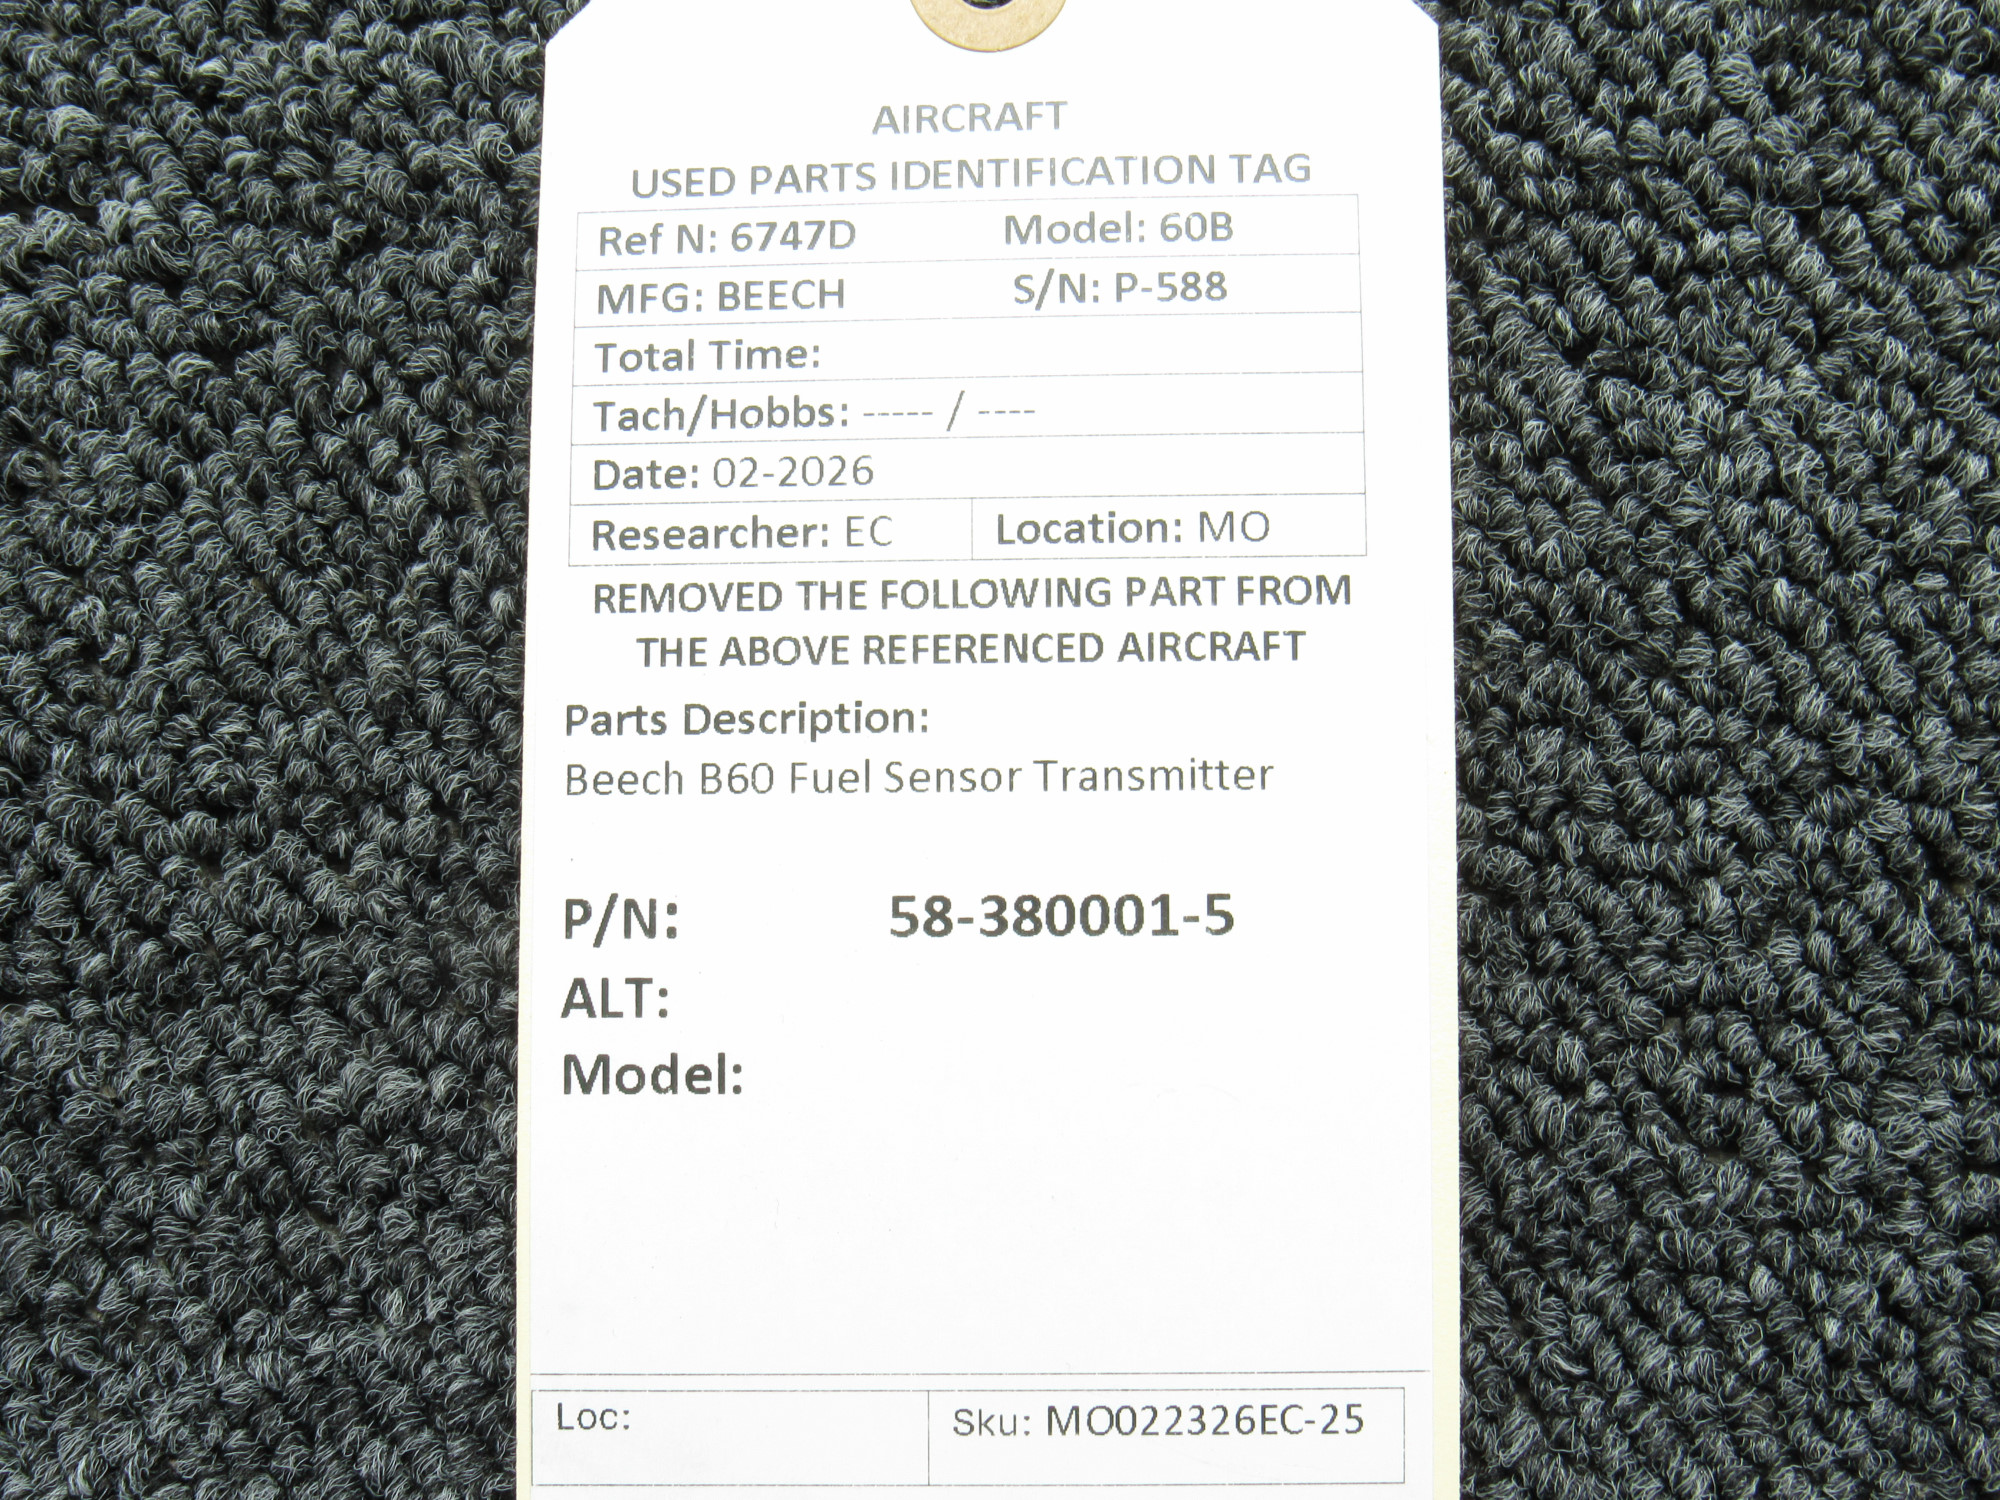 AIRCRAFT
USED PARTS IDENTIFICATION TAG
Ref N: 6747D Model: 60B
MFG: BEECH S/N: P-588
Total Time:
Tach/Hobbs: ----- / ----
Date: 02-2026
Researcher: EC Location: MO
REMOVED THE FOLLOWING PART FROM
THE ABOVE REFERENCED AIRCRAFT
Parts Description:
Beech B60 Fuel Sensor Transmitter
P/N: 58-380001-5
ALT:
Model:
Loc: Sku: MO022326EC-25